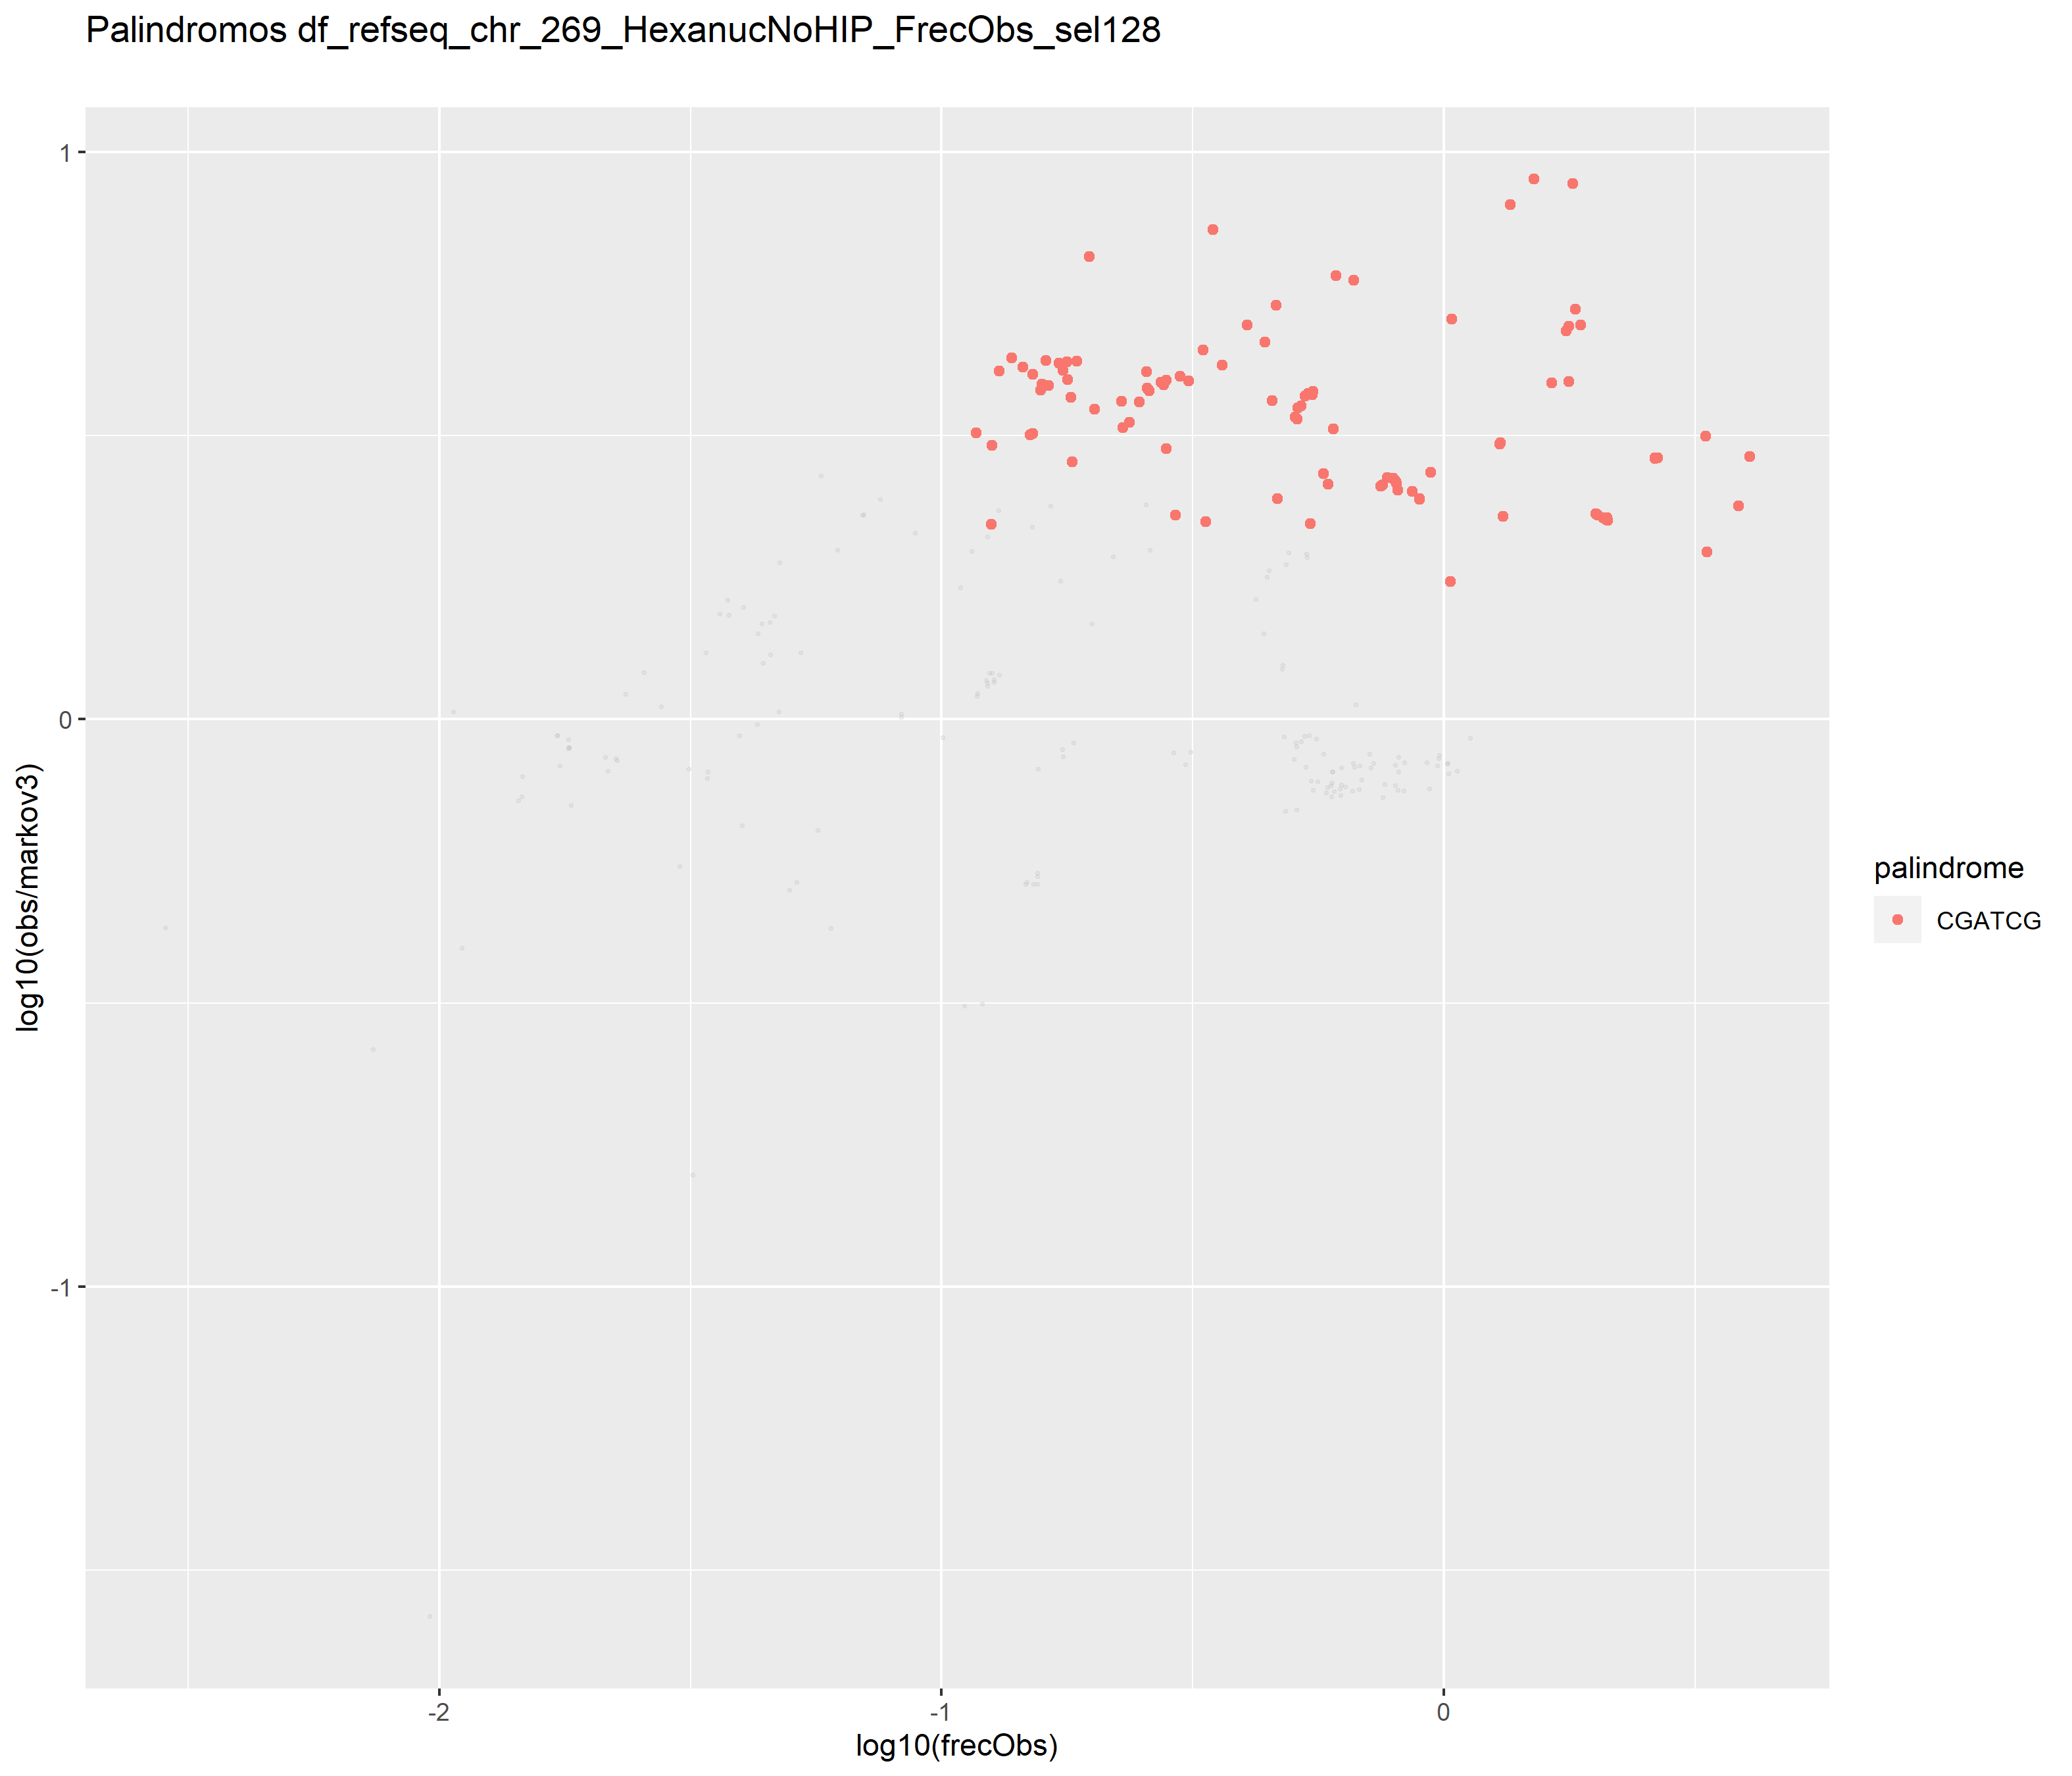 Palindromos df_refseq_chr_269_HexanucNoHIP_FrecObs_sel128
1
0
-1
log10(obs/markov3)
-2
-1
0
log10(frecObs)
palindrome
CGATCG